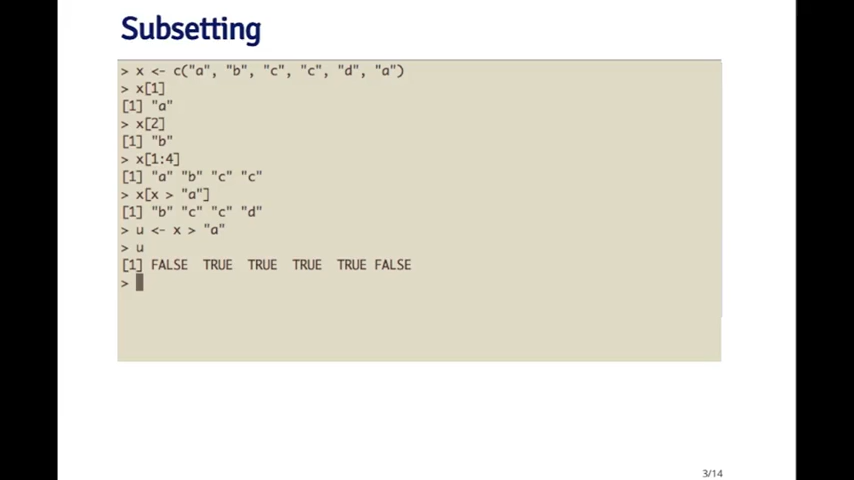 Subsetting
> x <- c("a", "b", "c", "c", "d", "a")
> x[1]
[1] "a"
> x[2]
[1] "b"
> x[1:4]
[1] "a" "b" "c" "c"
> x[x > "a"]
[1] "b" "c" "c" "d"
> u <- x > "a"
> u
[1] FALSE  TRUE  TRUE  TRUE  TRUE FALSE
>
3/14